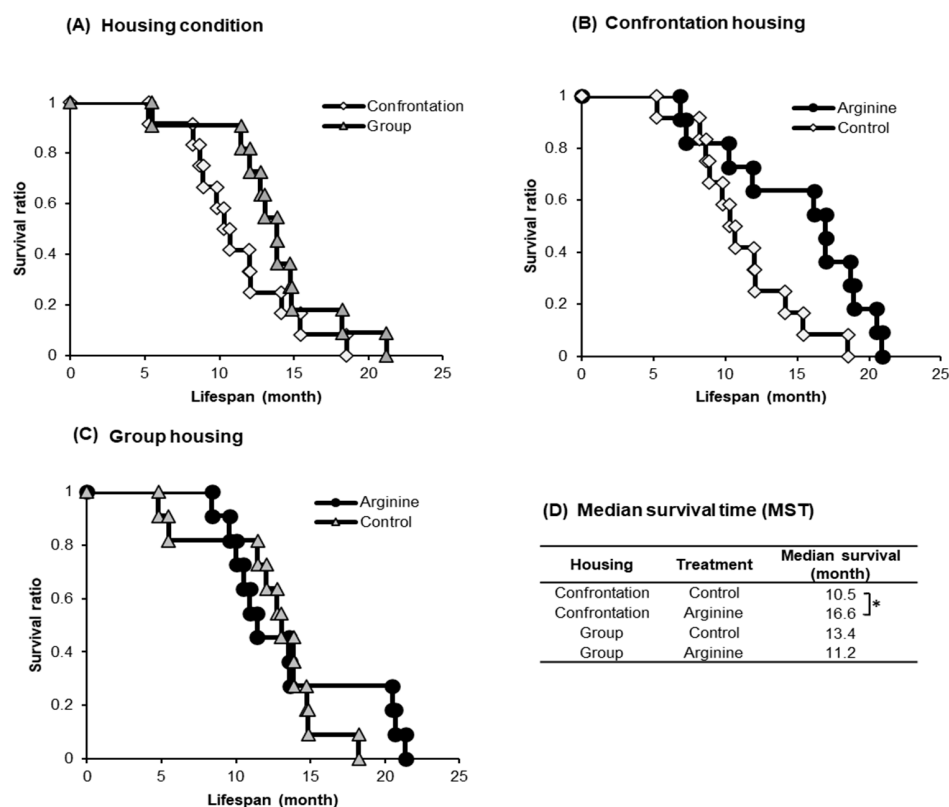 (A) Housing condition
Survival ratio
1
0.8
0.6
0.4
0.2
0
0 5 10 15 20 25
Lifespan (month)
Confrontation
Group
(B) Confrontation housing
Survival ratio
1
0.8
0.6
0.4
0.2
0
0 5 10 15 20 25
Lifespan (month)
Arginine
Control
(C) Group housing
Survival ratio
1
0.8
0.6
0.4
0.2
0
0 5 10 15 20 25
Lifespan (month)
Arginine
Control
(D) Median survival time (MST)
Housing Treatment Median survival
(month)
Confrontation Control 10.5
Confrontation Arginine 16.6
*
Group Control 13.4
Group Arginine 11.2